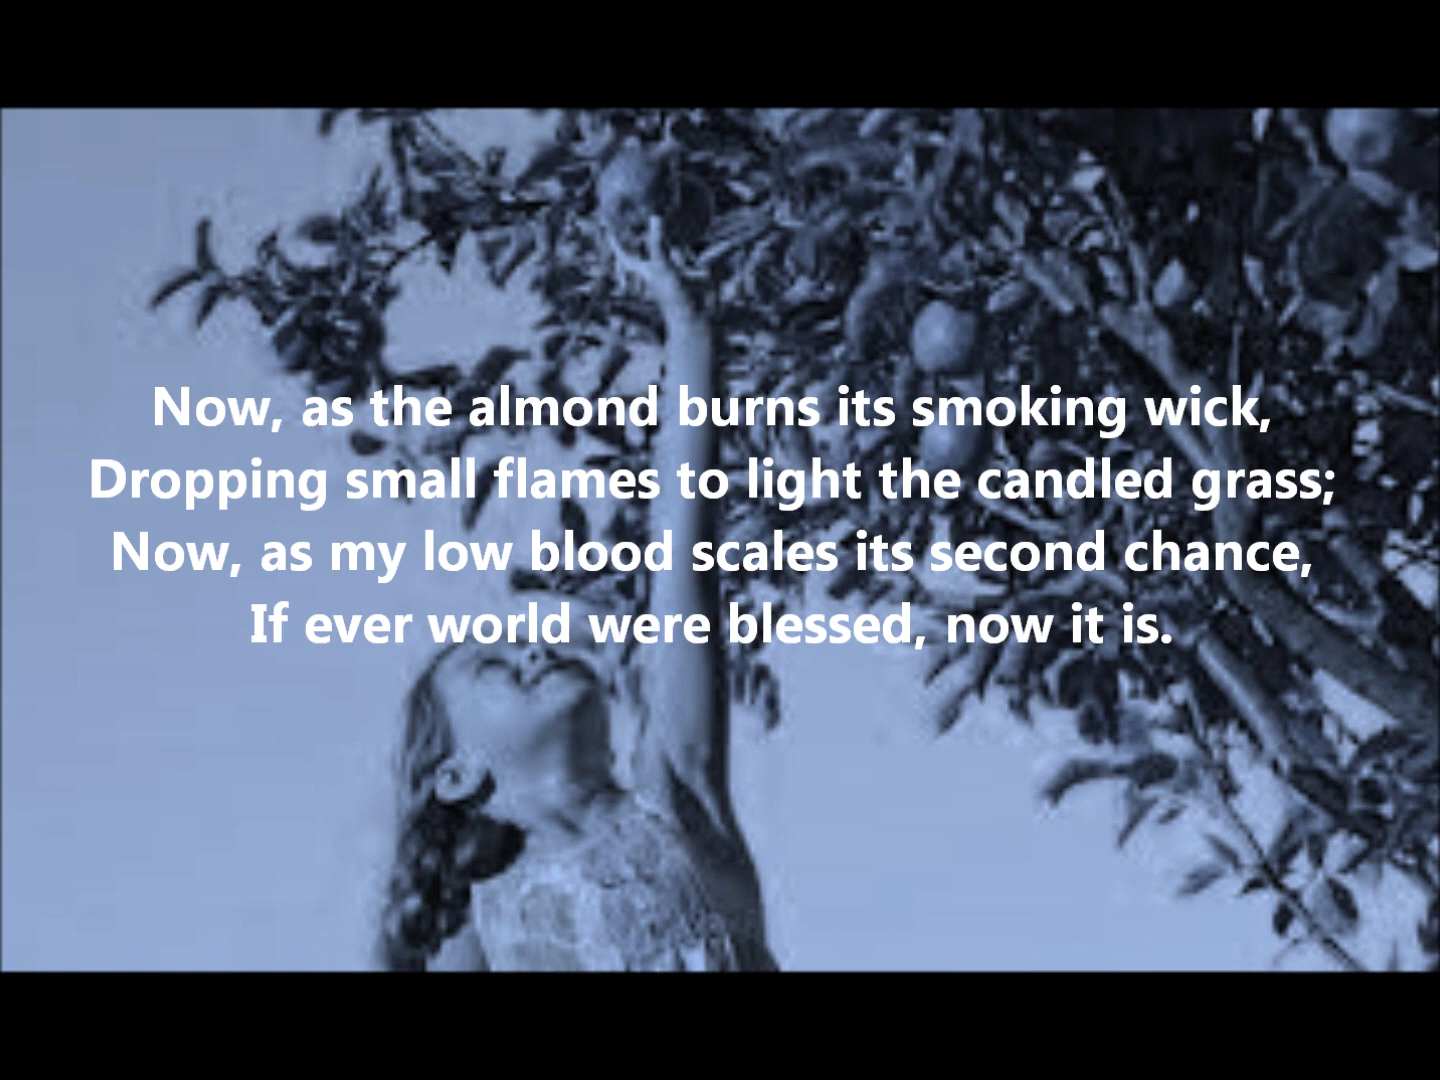 Now, as the almond burns its smoking wick,
Dropping small flames to light the candled grass;
Now, as my low blood scales its second chance,
If ever world were blessed, now it is.